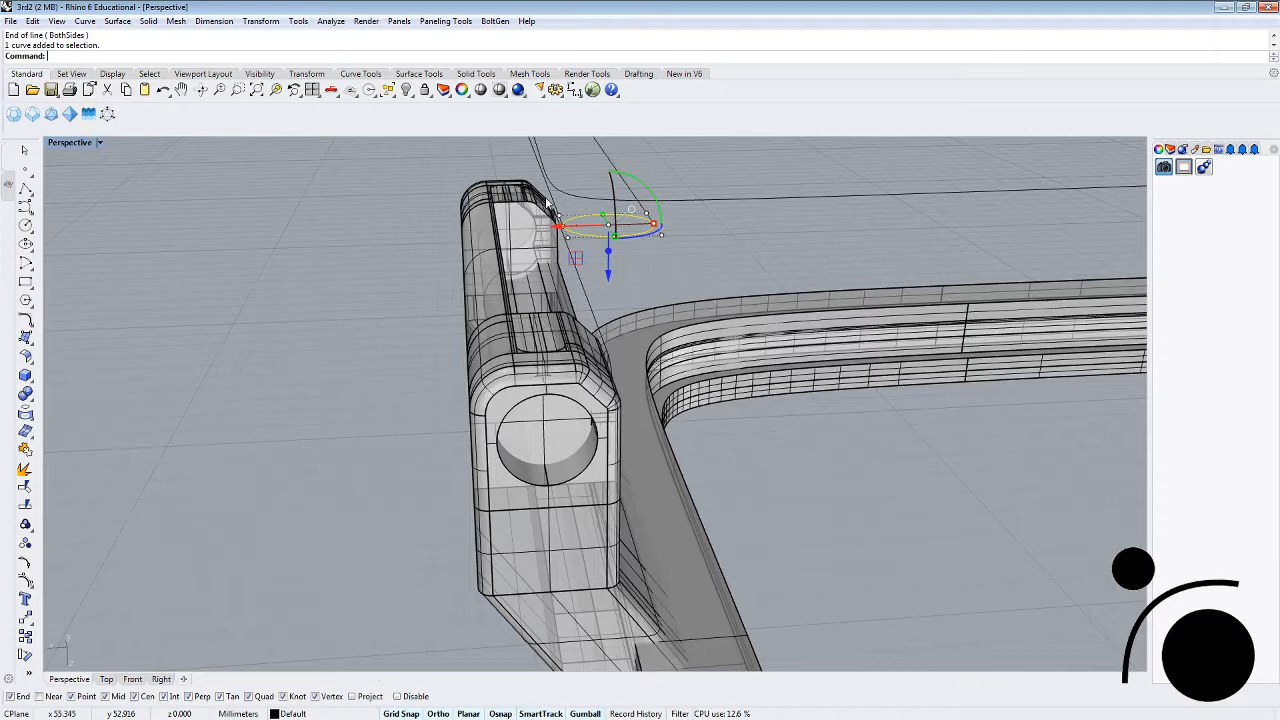 3rd2 (2 MB) - Rhino 6 Educational - [Perspective]
File Edit View Curve Surface Solid Mesh Dimension Transform Tools Analyze Render Panels Paneling Tools BoltGen Help
End of line ( BothSides )
1 curve added to selection.
Command:
Standard Set View Display Select Viewport Layout Visibility Transform Curve Tools Surface Tools Solid Tools Mesh Tools Render Tools Drafting New in V6
Perspective
Perspective Top Front Right
End Near Point Mid Cen Int Perp Tan Quad Knot Vertex Project Disable
CPlane x 55.345 y 52.916 z 0.000 Millimeters Default Grid Snap Ortho Planar Osnap SmartTrack Gumball Record History Filter CPU use: 12.6 %